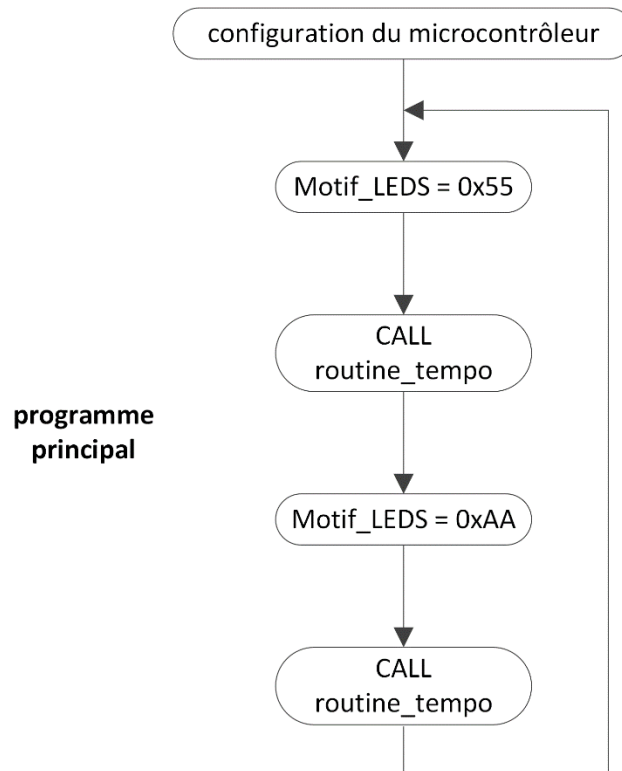 configuration du microcontrôleur
Motif_LEDS = 0x55
CALL
routine_tempo
programme
principal
Motif_LEDS = 0xAA
CALL
routine_tempo